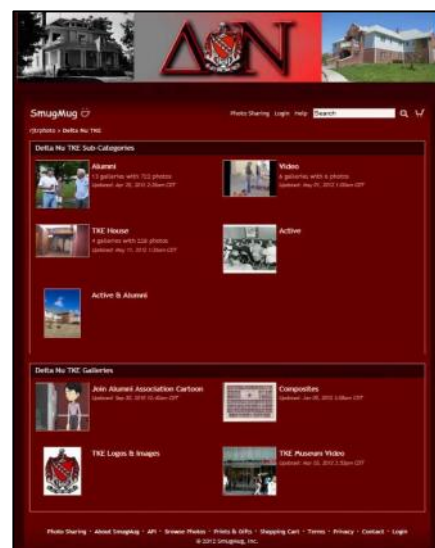 ΔN
SmugMug
Photo Sharing Login Help Search
rjtrphoto > Delta Nu TKE
Delta Nu TKE Sub-Categories
Alumni
13 galleries with 722 photos
Video
6 galleries with 6 photos
TKE House
4 galleries with 228 photos
Active
Active & Alumni
Delta Nu TKE Galleries
Join Alumni Association Cartoon
Composites
TKE Logos & Images
TKE Museum Video
Photo Sharing · About SmugMug · API · Browse Photos · Prints & Gifts · Shopping Cart · Terms · Privacy · Contact · Login
© 2012 SmugMug, Inc.